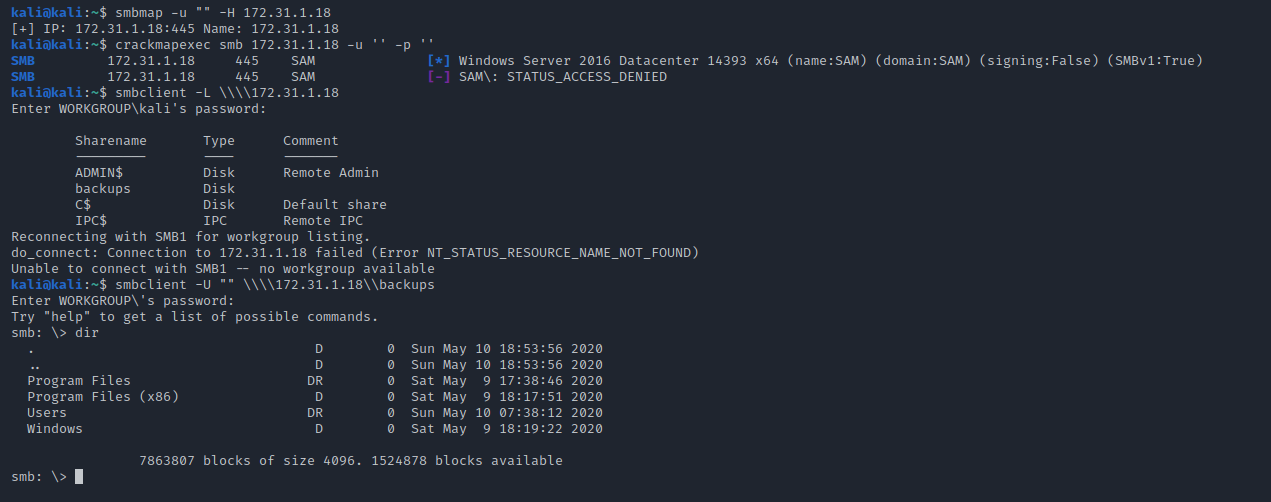 kali@kali:~$ smbmap -u "" -H 172.31.1.18
[+] IP: 172.31.1.18:445 Name: 172.31.1.18
kali@kali:~$ crackmapexec smb 172.31.1.18 -u '' -p ''
SMB         172.31.1.18     445    SAM              [*] Windows Server 2016 Datacenter 14393 x64 (name:SAM) (domain:SAM) (signing:False) (SMBv1:True)
SMB         172.31.1.18     445    SAM              [-] SAM\: STATUS_ACCESS_DENIED
kali@kali:~$ smbclient -L \\\\172.31.1.18
Enter WORKGROUP\kali's password:
        Sharename       Type      Comment
        ---------       ----      -------
        ADMIN$          Disk      Remote Admin
        backups         Disk
        C$              Disk      Default share
        IPC$            IPC       Remote IPC
Reconnecting with SMB1 for workgroup listing.
do_connect: Connection to 172.31.1.18 failed (Error NT_STATUS_RESOURCE_NAME_NOT_FOUND)
Unable to connect with SMB1 -- no workgroup available
kali@kali:~$ smbclient -U "" \\\\172.31.1.18\\backups
Enter WORKGROUP\'s password:
Try "help" to get a list of possible commands.
smb: \> dir
  .                                   D        0  Sun May 10 18:53:56 2020
  ..                                  D        0  Sun May 10 18:53:56 2020
  Program Files                      DR        0  Sat May  9 17:38:46 2020
  Program Files (x86)                 D        0  Sat May  9 18:17:51 2020
  Users                              DR        0  Sun May 10 07:38:12 2020
  Windows                             D        0  Sat May  9 18:19:22 2020
                7863807 blocks of size 4096. 1524878 blocks available
smb: \>